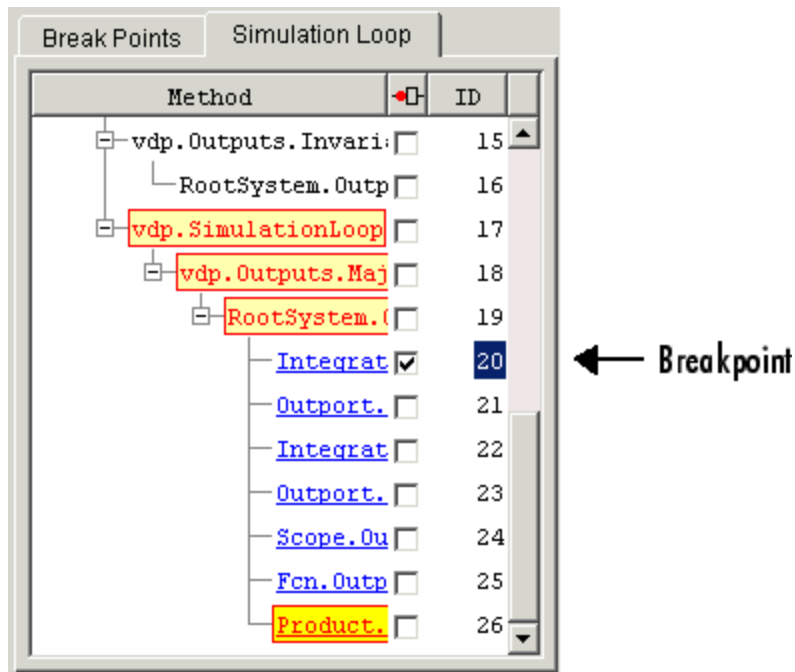 Break Points Simulation Loop
Method ID
vdp.Outputs.Invari 15
RootSystem.Outp 16
vdp.SimulationLoop 17
vdp.Outputs.Maj 18
RootSystem.( 19
Integrat 20 Breakpoint
Outport. 21
Integrat 22
Outport. 23
Scope.Ou 24
Fcn.Outp 25
Product. 26